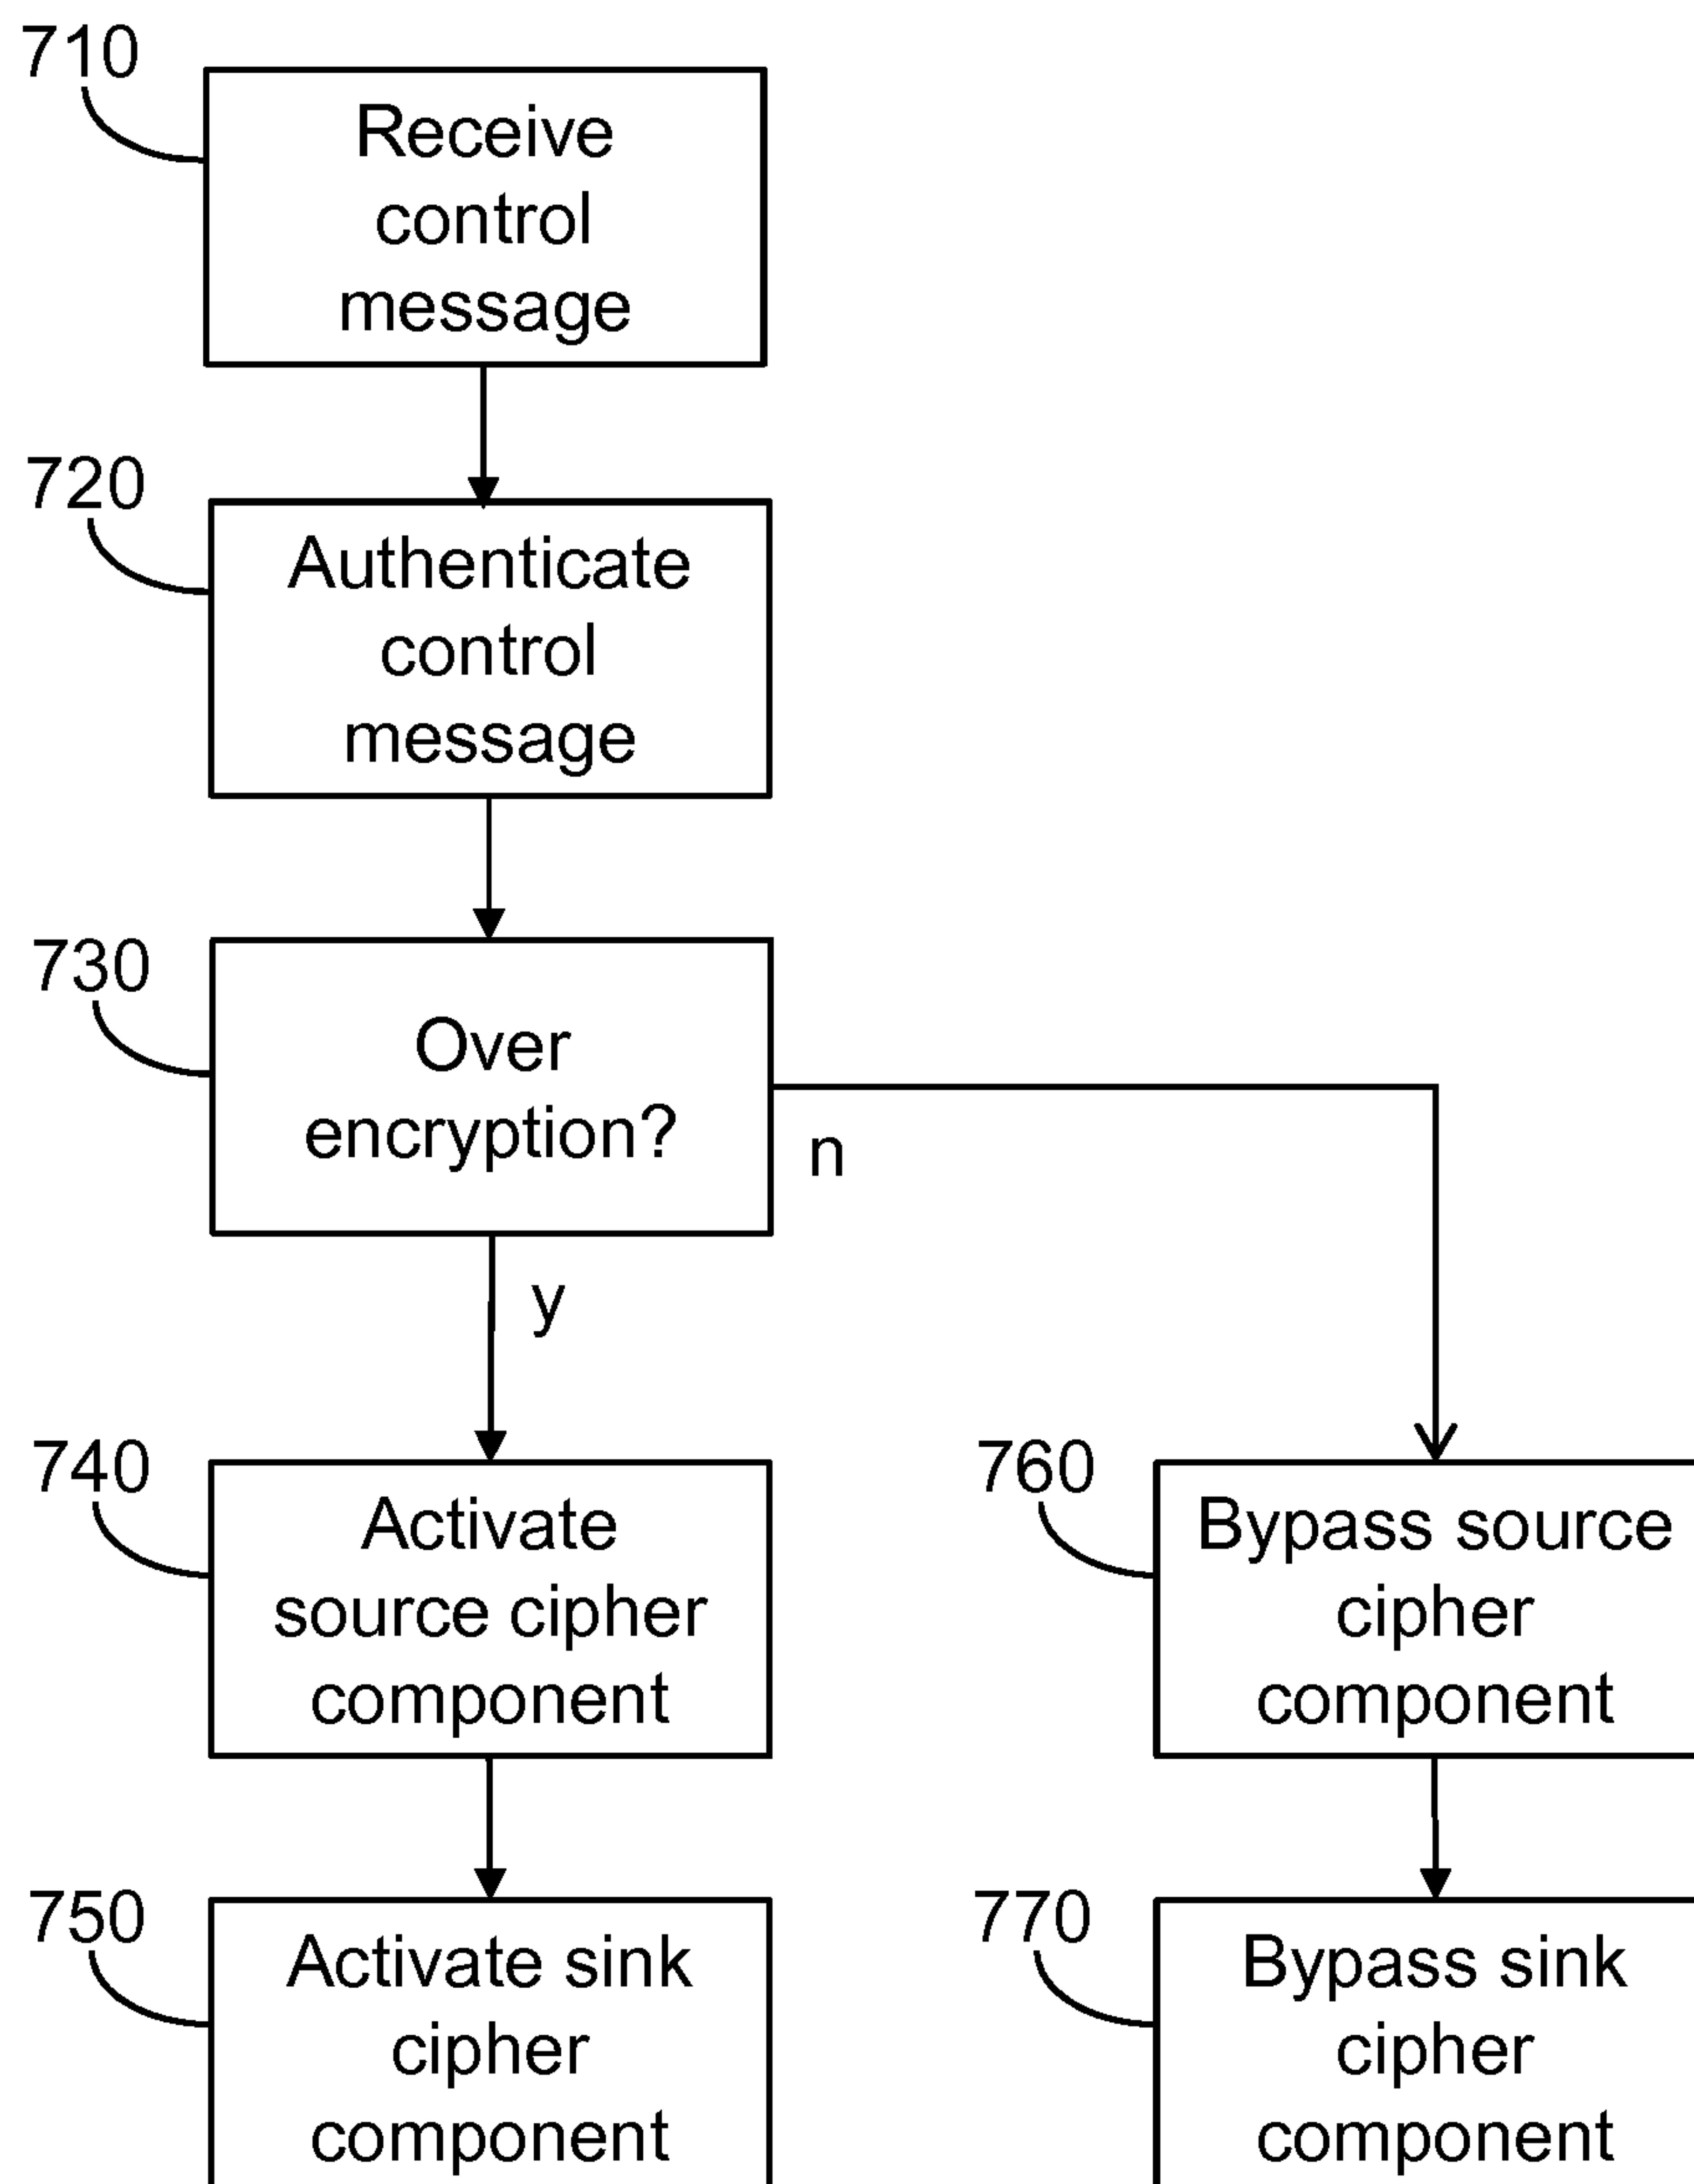 710
Receive
control
message
720
Authenticate
control
message
730
Over
encryption?
n
y
740
Activate
source cipher
component
760
Bypass source
cipher
component
750
Activate sink
cipher
component
770
Bypass sink
cipher
component